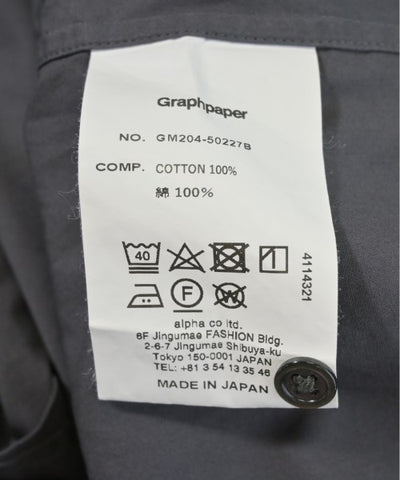 Graphpaper
NO. GM204-50227B
COMP. COTTON 100%
綿 100%
40
F
W
4114321
alpha co ltd.
6F Jingumae FASHION Bldg.
2-6-7 Jingumae Shibuya-ku
Tokyo 150-0001 JAPAN
TEL: +81 3 54 13 35 46
MADE IN JAPAN